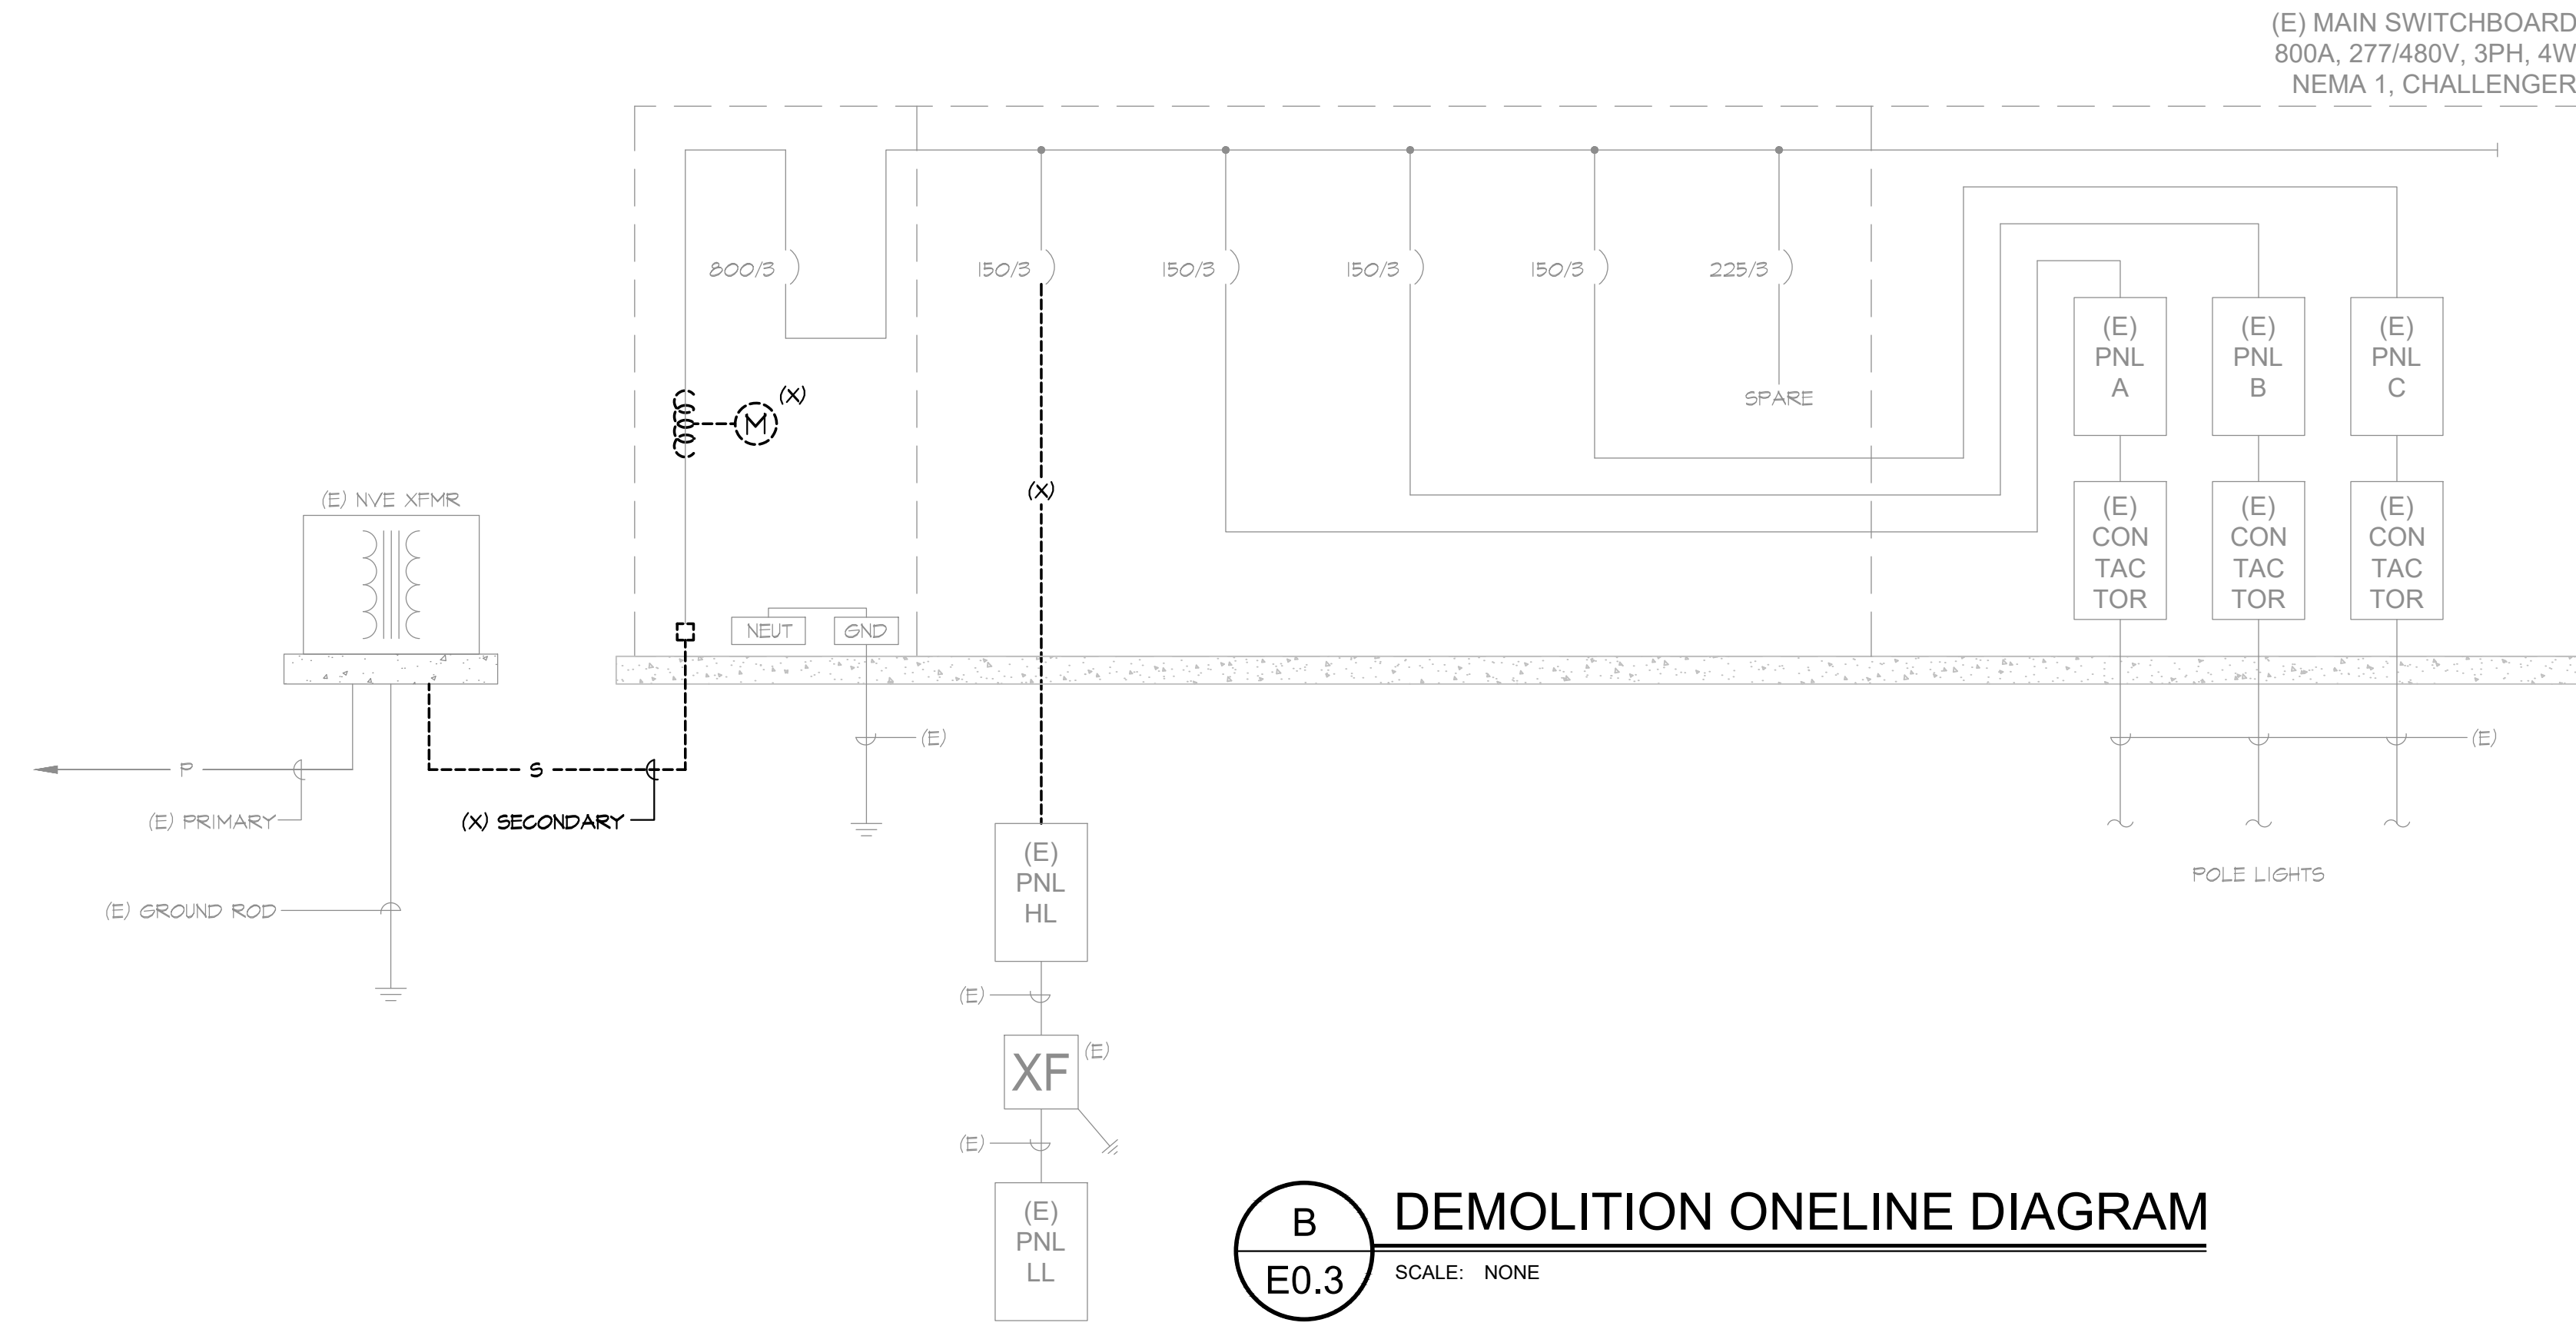 (E) MAIN SWITCHBOARD
800A, 277/480V, 3PH, 4W
NEMA 1, CHALLENGER
800/3
150/3
150/3
150/3
150/3
225/3
SPARE
(E)
PNL
A
(E)
PNL
B
(E)
PNL
C
(X)
M
(X)
(E) NVE XFMR
(E)
CON
TAC
TOR
(E)
CON
TAC
TOR
(E)
CON
TAC
TOR
NEUT
GND
(E)
(E)
P
S
(E) PRIMARY
(X) SECONDARY
(E)
PNL
HL
POLE LIGHTS
(E) GROUND ROD
(E)
XF
(E)
(E)
(E)
PNL
LL
B
E0.3
DEMOLITION ONELINE DIAGRAM
SCALE: NONE